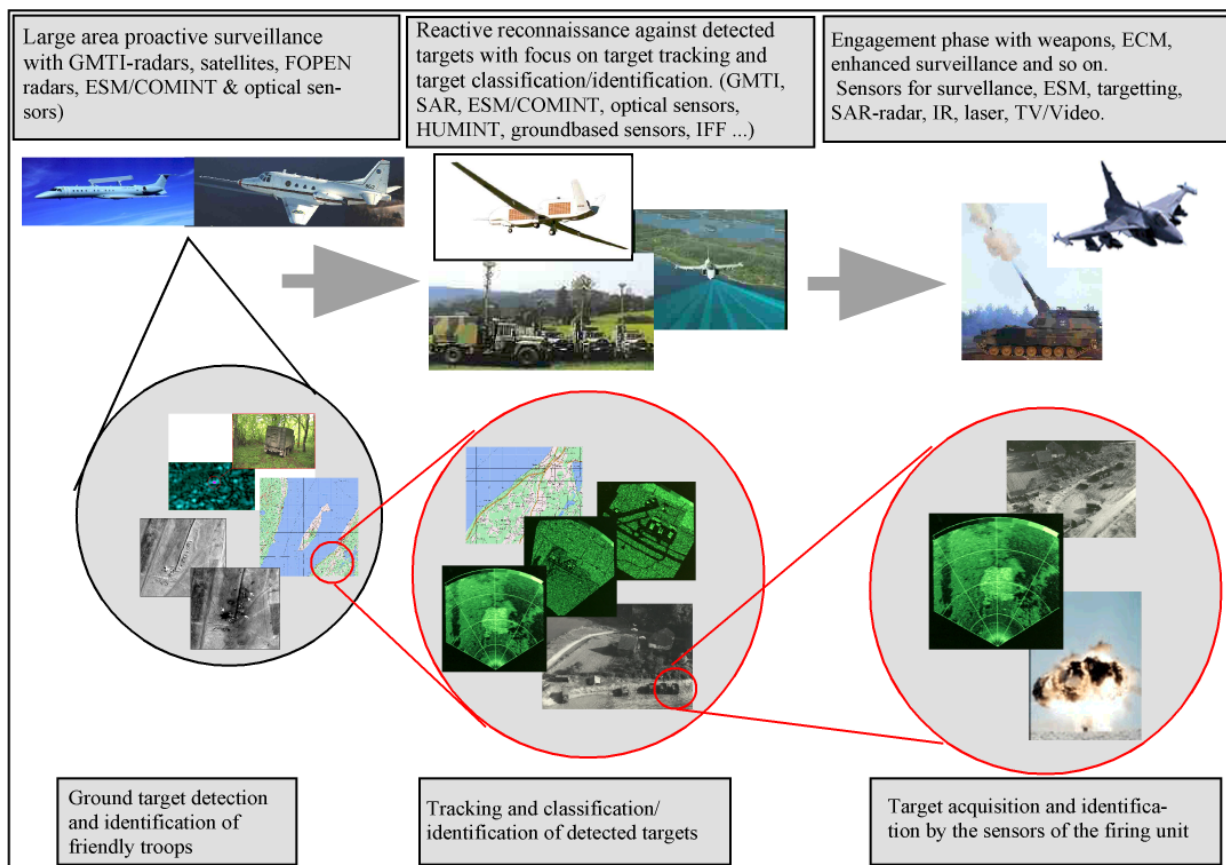 Large area proactive surveillance
with GMTI-radars, satellites, FOPEN
radars, ESM/COMINT & optical sen-
sors)
Reactive reconnaissance against detected
targets with focus on target tracking and
target classification/identification. (GMTI,
SAR, ESM/COMINT, optical sensors,
HUMINT, groundbased sensors, IFF ...)
Engagement phase with weapons, ECM,
enhanced surveillance and so on.
Sensors for survellance, ESM, targetting,
SAR-radar, IR, laser, TV/Video.
Ground target detection
and identification of
friendly troops
Tracking and classification/
identification of detected targets
Target acquisition and identifica-
tion by the sensors of the firing unit